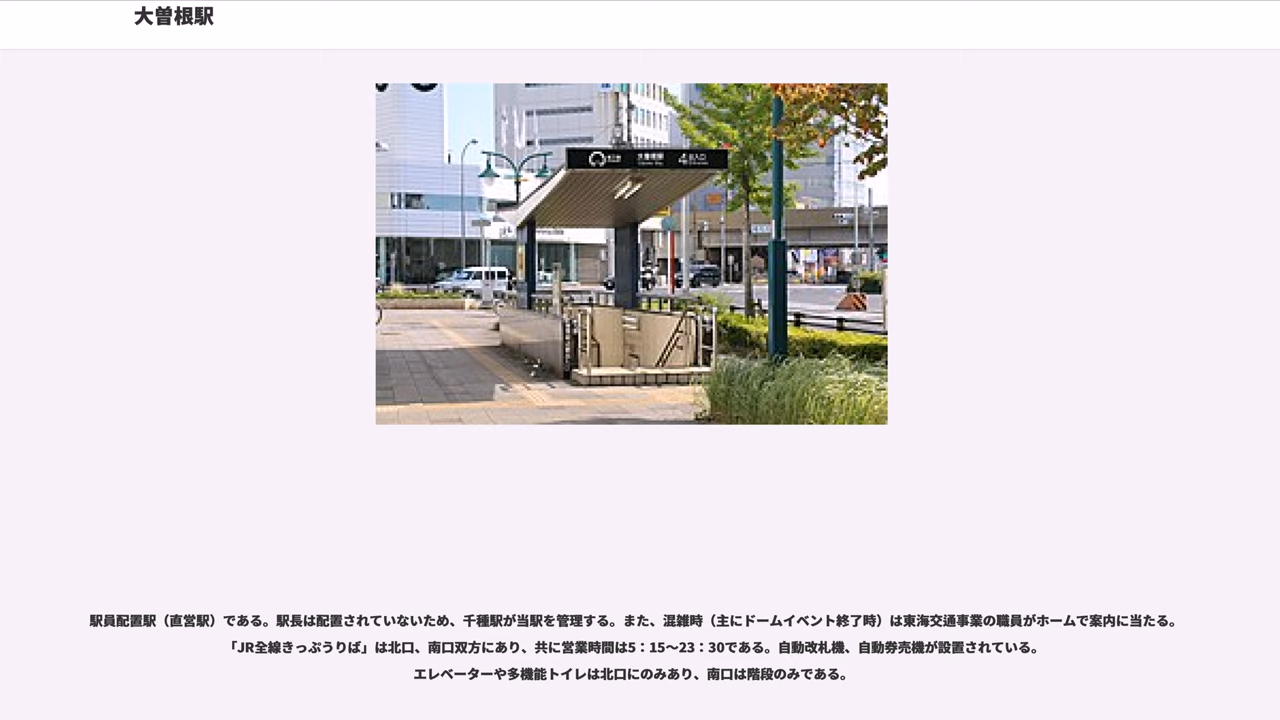 大曽根駅
大曽根駅 4 出入口
駅員配置駅（直営駅）である。駅長は配置されていないため、千種駅が当駅を管理する。また、混雑時（主にドームイベント終了時）は東海交通事業の職員がホームで案内に当たる。
「JR全線きっぷうりば」は北口、南口双方にあり、共に営業時間は5：15〜23：30である。自動改札機、自動券売機が設置されている。
エレベーターや多機能トイレは北口にのみあり、南口は階段のみである。